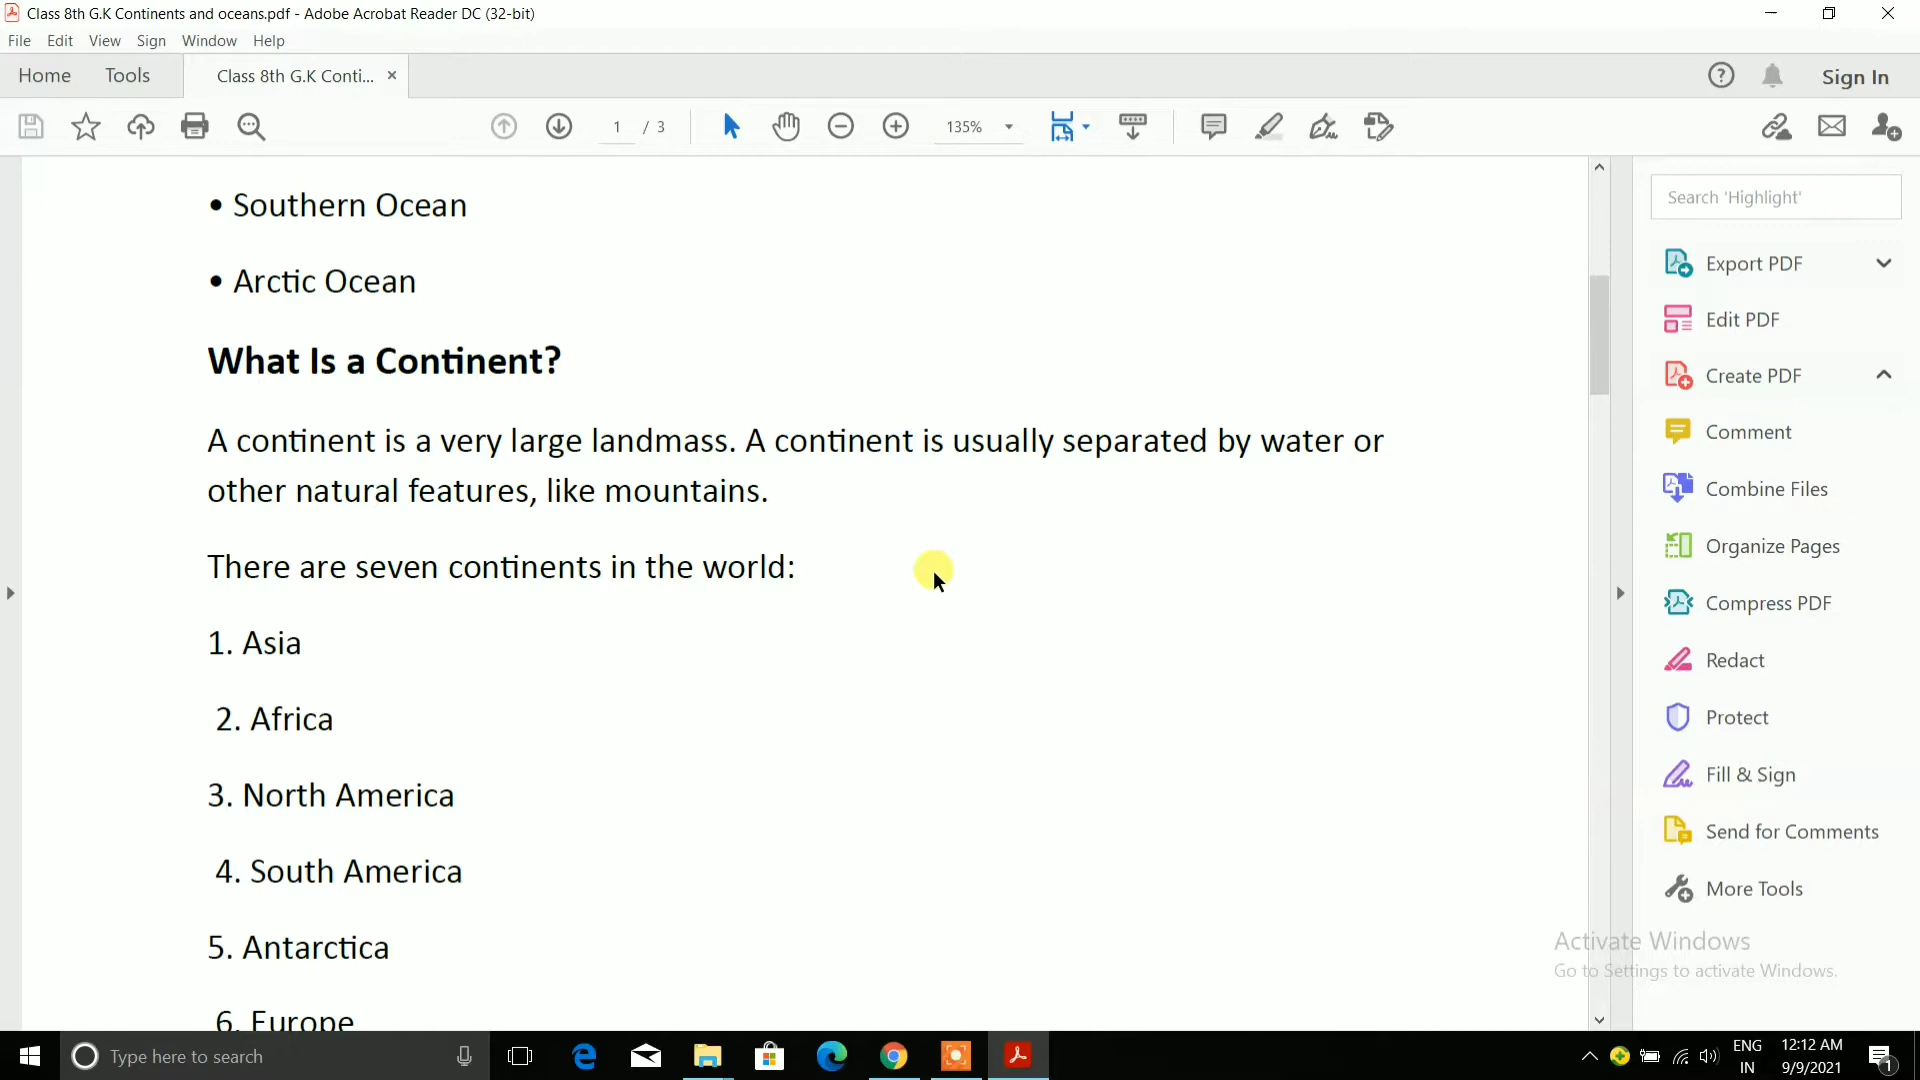 Class 8th G.K Continents and oceans.pdf - Adobe Acrobat Reader DC (32-bit)
File Edit View Sign Window Help
Home Tools Class 8th G.K Conti... × Sign In
1 / 3 135%
• Southern Ocean
• Arctic Ocean
What Is a Continent?
A continent is a very large landmass. A continent is usually separated by water or
other natural features, like mountains.
There are seven continents in the world:
1. Asia
2. Africa
3. North America
4. South America
5. Antarctica
6. Europe
Search 'Highlight'
Export PDF
Edit PDF
Create PDF
Comment
Combine Files
Organize Pages
Compress PDF
Redact
Protect
Fill & Sign
Send for Comments
More Tools
Activate Windows
Go to Settings to activate Windows.
Type here to search
ENG
IN
12:12 AM
9/9/2021
1